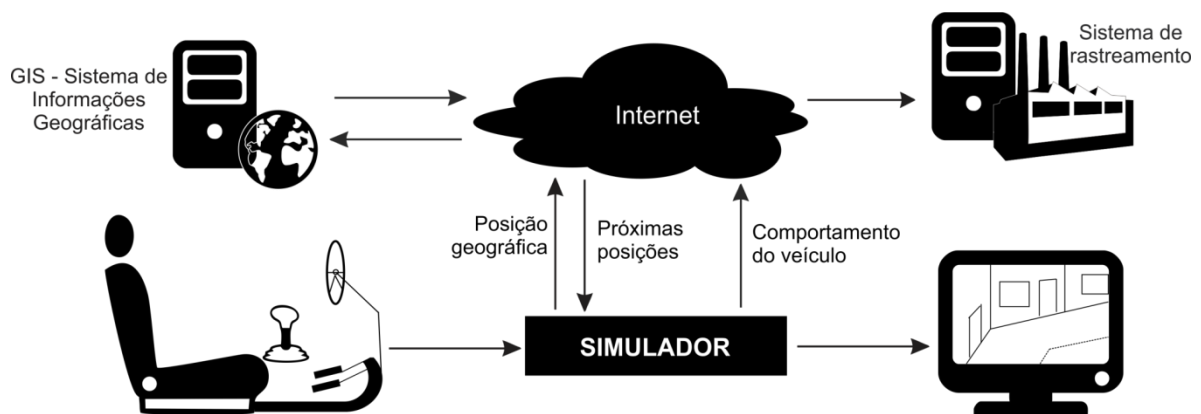 GIS - Sistema de
Informações
Geográficas
Internet
Sistema de
rastreamento
Posição
geográfica
Próximas
posições
Comportamento
do veículo
SIMULADOR